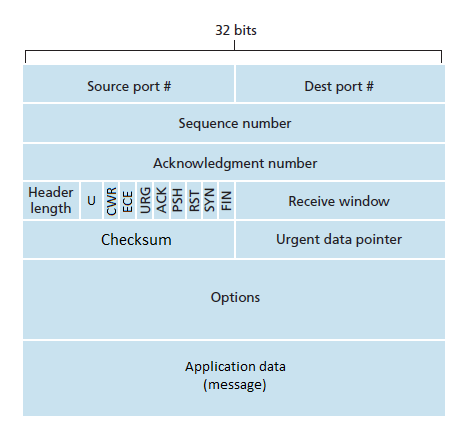 32 bits
Source port #
Dest port #
Sequence number
Acknowledgment number
Header
length
U
CWR
ECE
URG
ACK
PSH
RST
SYN
FIN
Receive window
Checksum
Urgent data pointer
Options
Application data
(message)